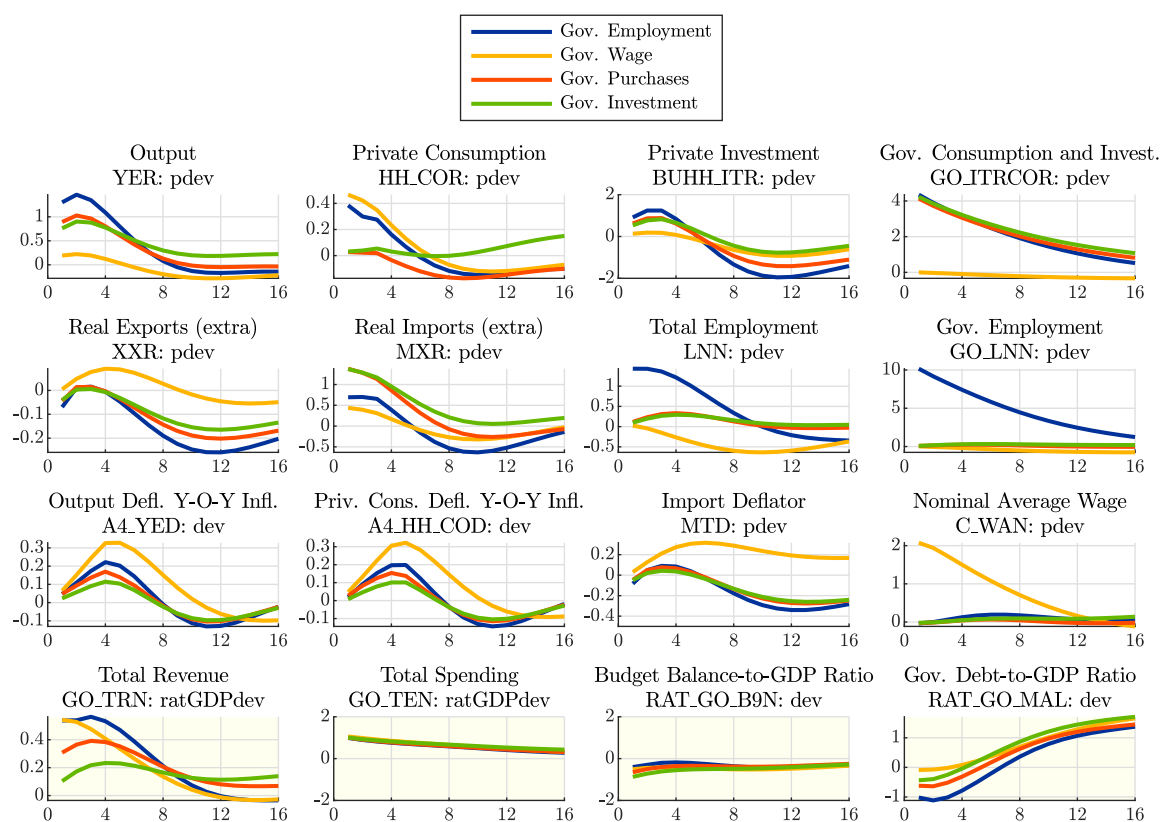 Gov. Employment
Gov. Wage
Gov. Purchases
Gov. Investment
Output
YER: pdev
1
0.5
0
0 4 8 12 16
Private Consumption
HH_COR: pdev
0.4
0.2
0
0 4 8 12 16
Private Investment
BUHH_ITR: pdev
2
0
-2
0 4 8 12 16
Gov. Consumption and Invest.
GO_ITRCOR: pdev
4
2
0
0 4 8 12 16
Real Exports (extra)
XXR: pdev
0
-0.1
-0.2
0 4 8 12 16
Real Imports (extra)
MXR: pdev
1
0.5
0
-0.5
0 4 8 12 16
Total Employment
LNN: pdev
1
0.5
0
-0.5
0 4 8 12 16
Gov. Employment
GO_LNN: pdev
10
5
0
0 4 8 12 16
Output Defl. Y-O-Y Infl.
A4_YED: dev
0.3
0.2
0.1
0
-0.1
0 4 8 12 16
Priv. Cons. Defl. Y-O-Y Infl.
A4_HH_COD: dev
0.3
0.2
0.1
0
-0.1
0 4 8 12 16
Import Deflator
MTD: pdev
0.2
0
-0.2
-0.4
0 4 8 12 16
Nominal Average Wage
C_WAN: pdev
2
1
0
0 4 8 12 16
Total Revenue
GO_TRN: ratGDPdev
0.4
0.2
0
0 4 8 12 16
Total Spending
GO_TEN: ratGDPdev
2
0
-2
0 4 8 12 16
Budget Balance-to-GDP Ratio
RAT_GO_B9N: dev
2
0
-2
0 4 8 12 16
Gov. Debt-to-GDP Ratio
RAT_GO_MAL: dev
1
0
-1
0 4 8 12 16